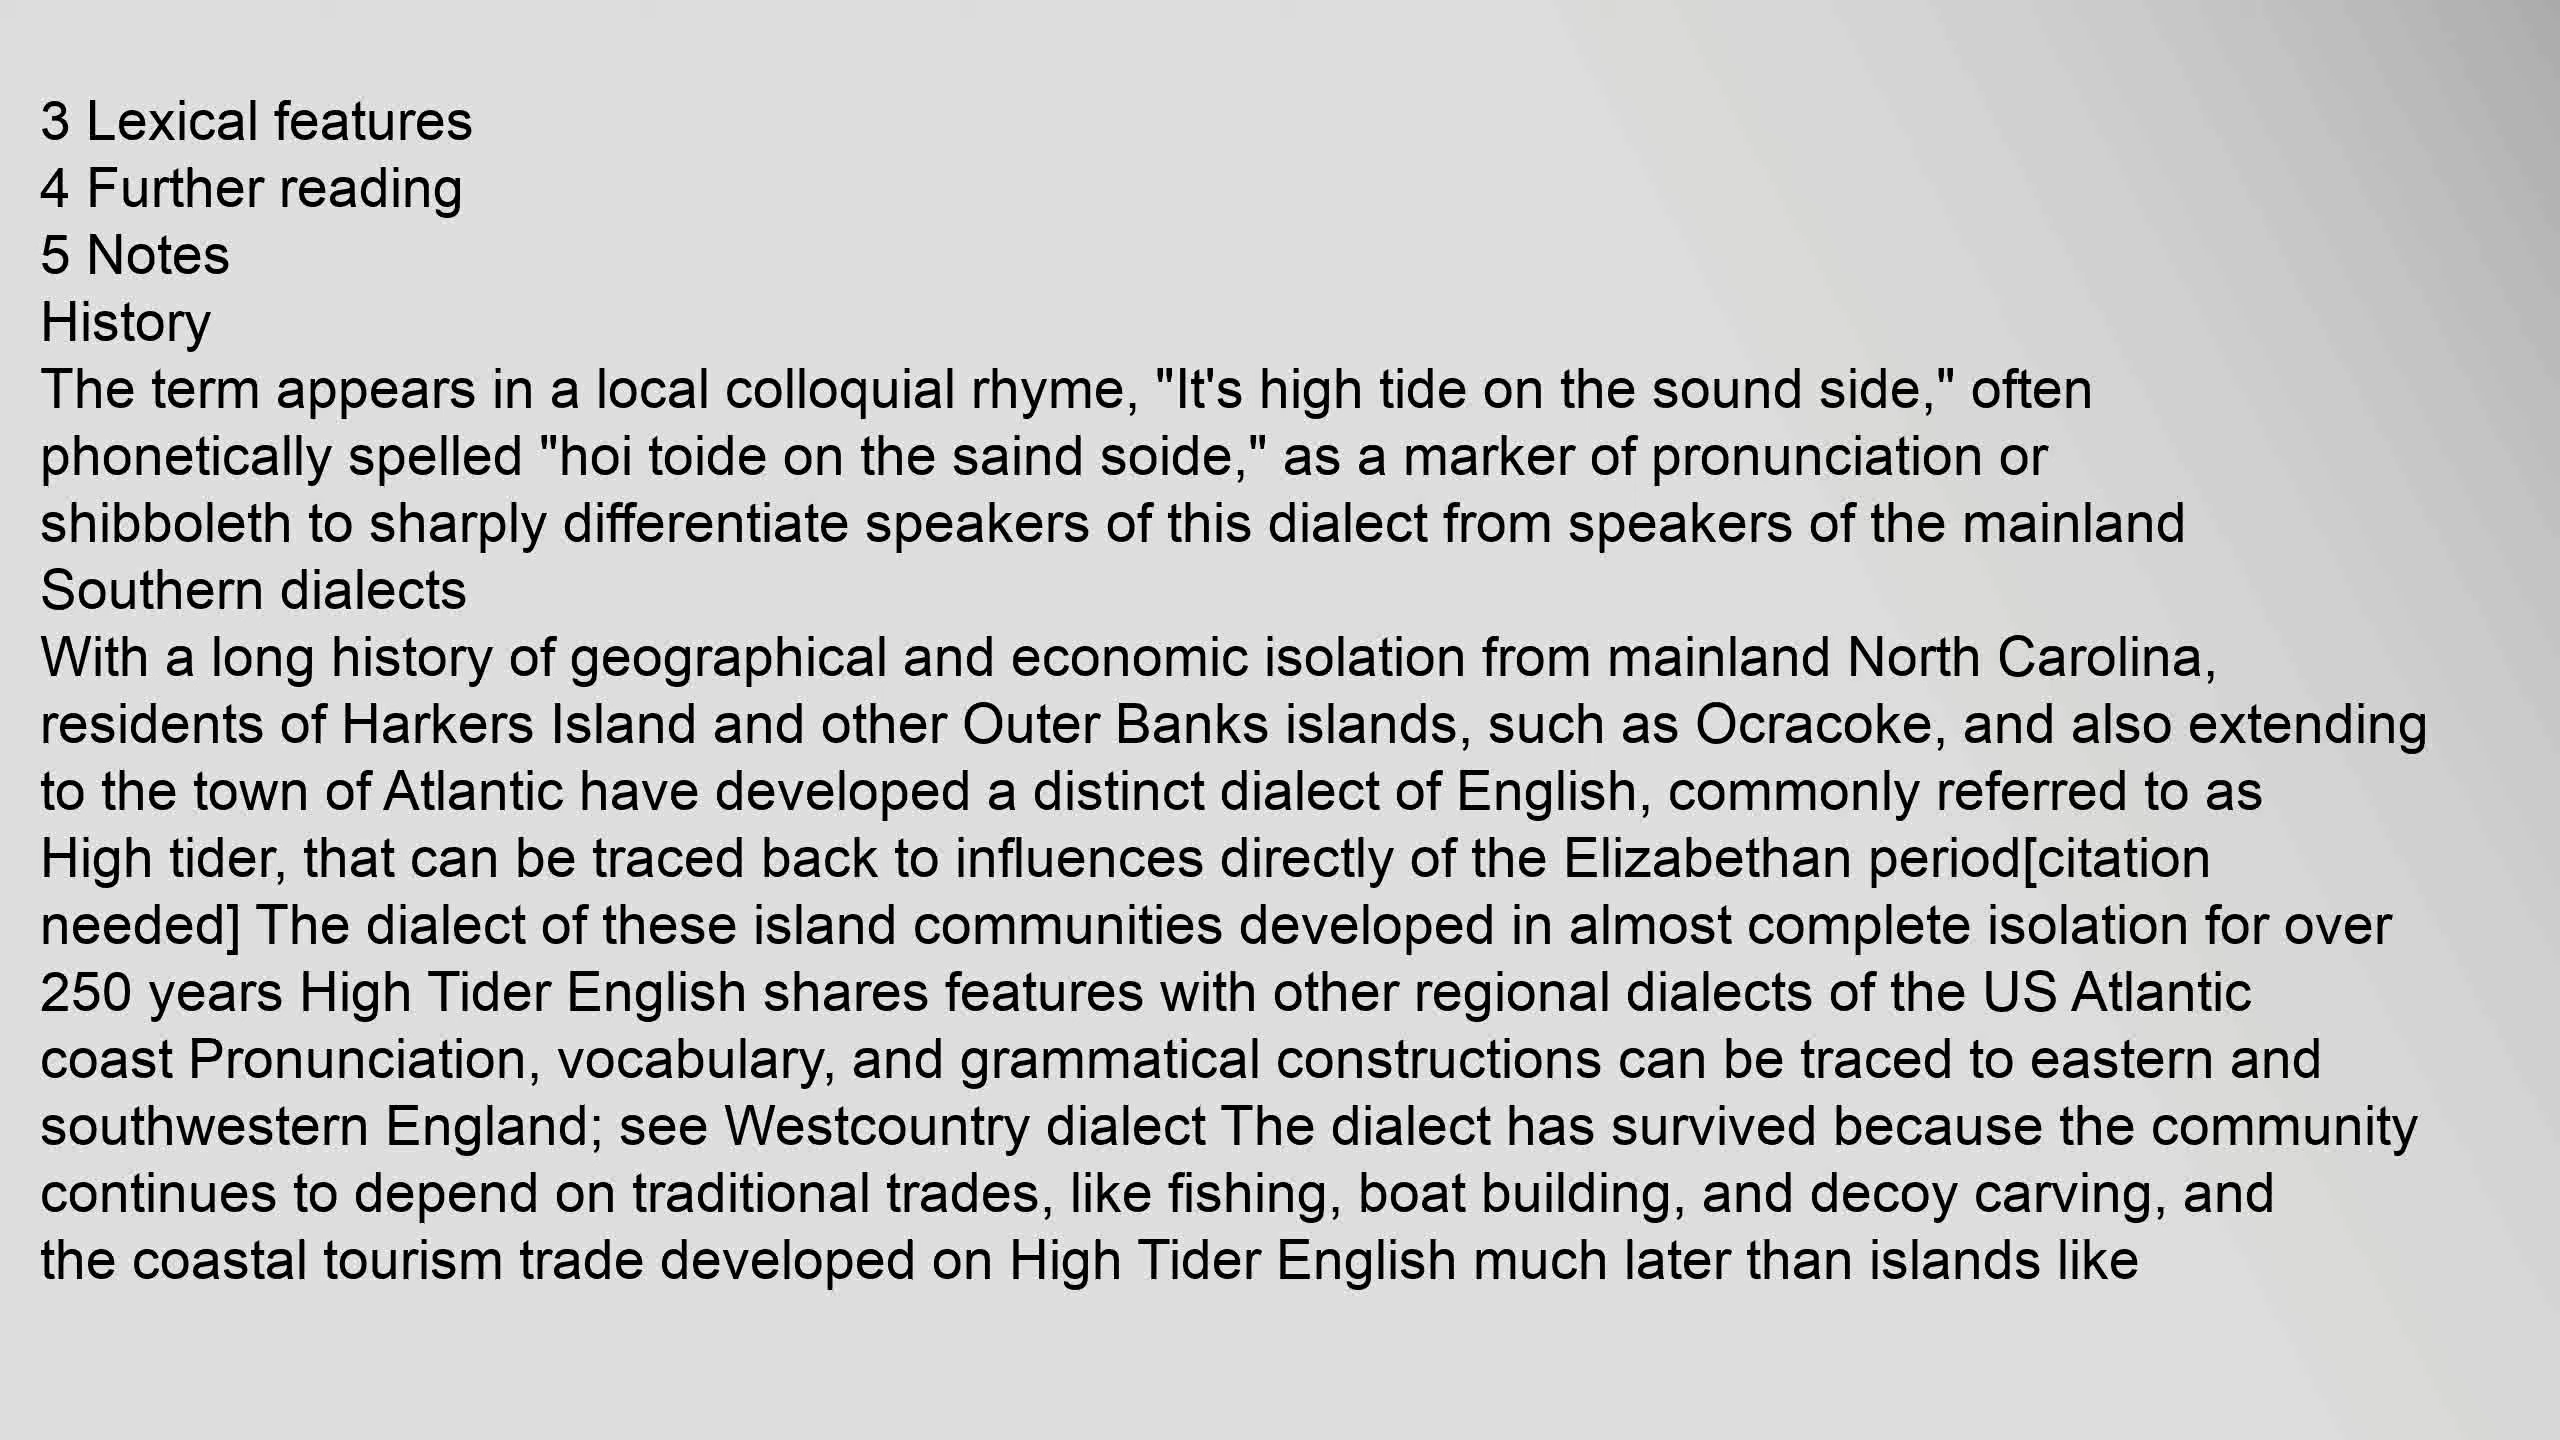 3 Lexical features
4 Further reading
5 Notes
History
The term appears in a local colloquial rhyme, "It's high tide on the sound side," often
phonetically spelled "hoi toide on the saind soide," as a marker of pronunciation or
shibboleth to sharply differentiate speakers of this dialect from speakers of the mainland
Southern dialects
With a long history of geographical and economic isolation from mainland North Carolina,
residents of Harkers Island and other Outer Banks islands, such as Ocracoke, and also extending
to the town of Atlantic have developed a distinct dialect of English, commonly referred to as
High tider, that can be traced back to influences directly of the Elizabethan period[citation
needed] The dialect of these island communities developed in almost complete isolation for over
250 years High Tider English shares features with other regional dialects of the US Atlantic
coast Pronunciation, vocabulary, and grammatical constructions can be traced to eastern and
southwestern England; see Westcountry dialect The dialect has survived because the community
continues to depend on traditional trades, like fishing, boat building, and decoy carving, and
the coastal tourism trade developed on High Tider English much later than islands like